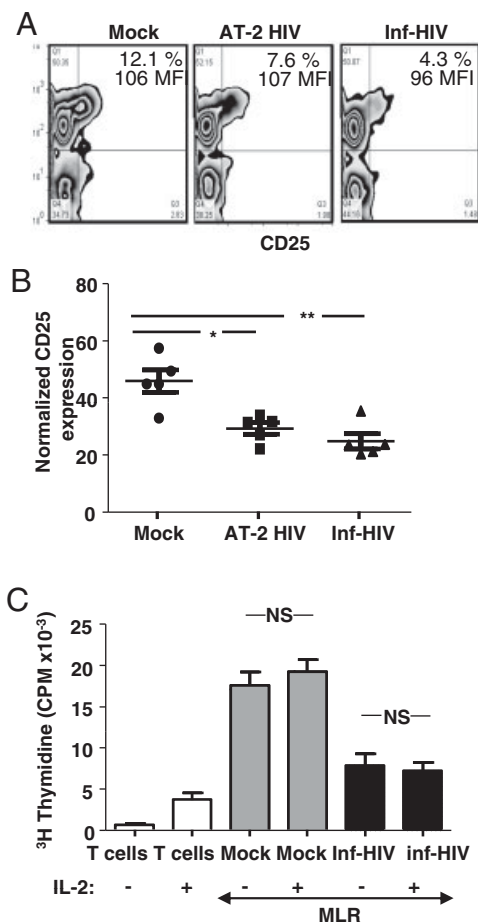 A
Mock AT-2 HIV Inf-HIV
12.1 %
106 MFI
7.6 %
107 MFI
4.3 %
96 MFI
CD25
B
Normalized CD25
expression
80
60
40
20
0
*
**
Mock AT-2 HIV Inf-HIV
C
³H Thymidine (CPM x10⁻³)
25
20
15
10
5
0
NS
NS
T cells T cells Mock Mock Inf-HIV inf-HIV
IL-2: - + - + - +
MLR